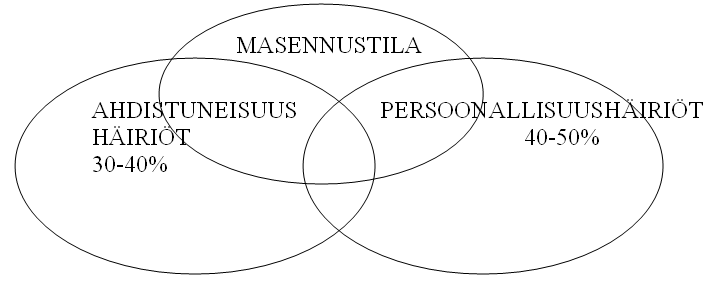 MASENNUSTILA
AHDISTUNEISUUS
HÄIRIÖT
30-40%
PERSOONALLISUUSHÄIRIÖT
40-50%